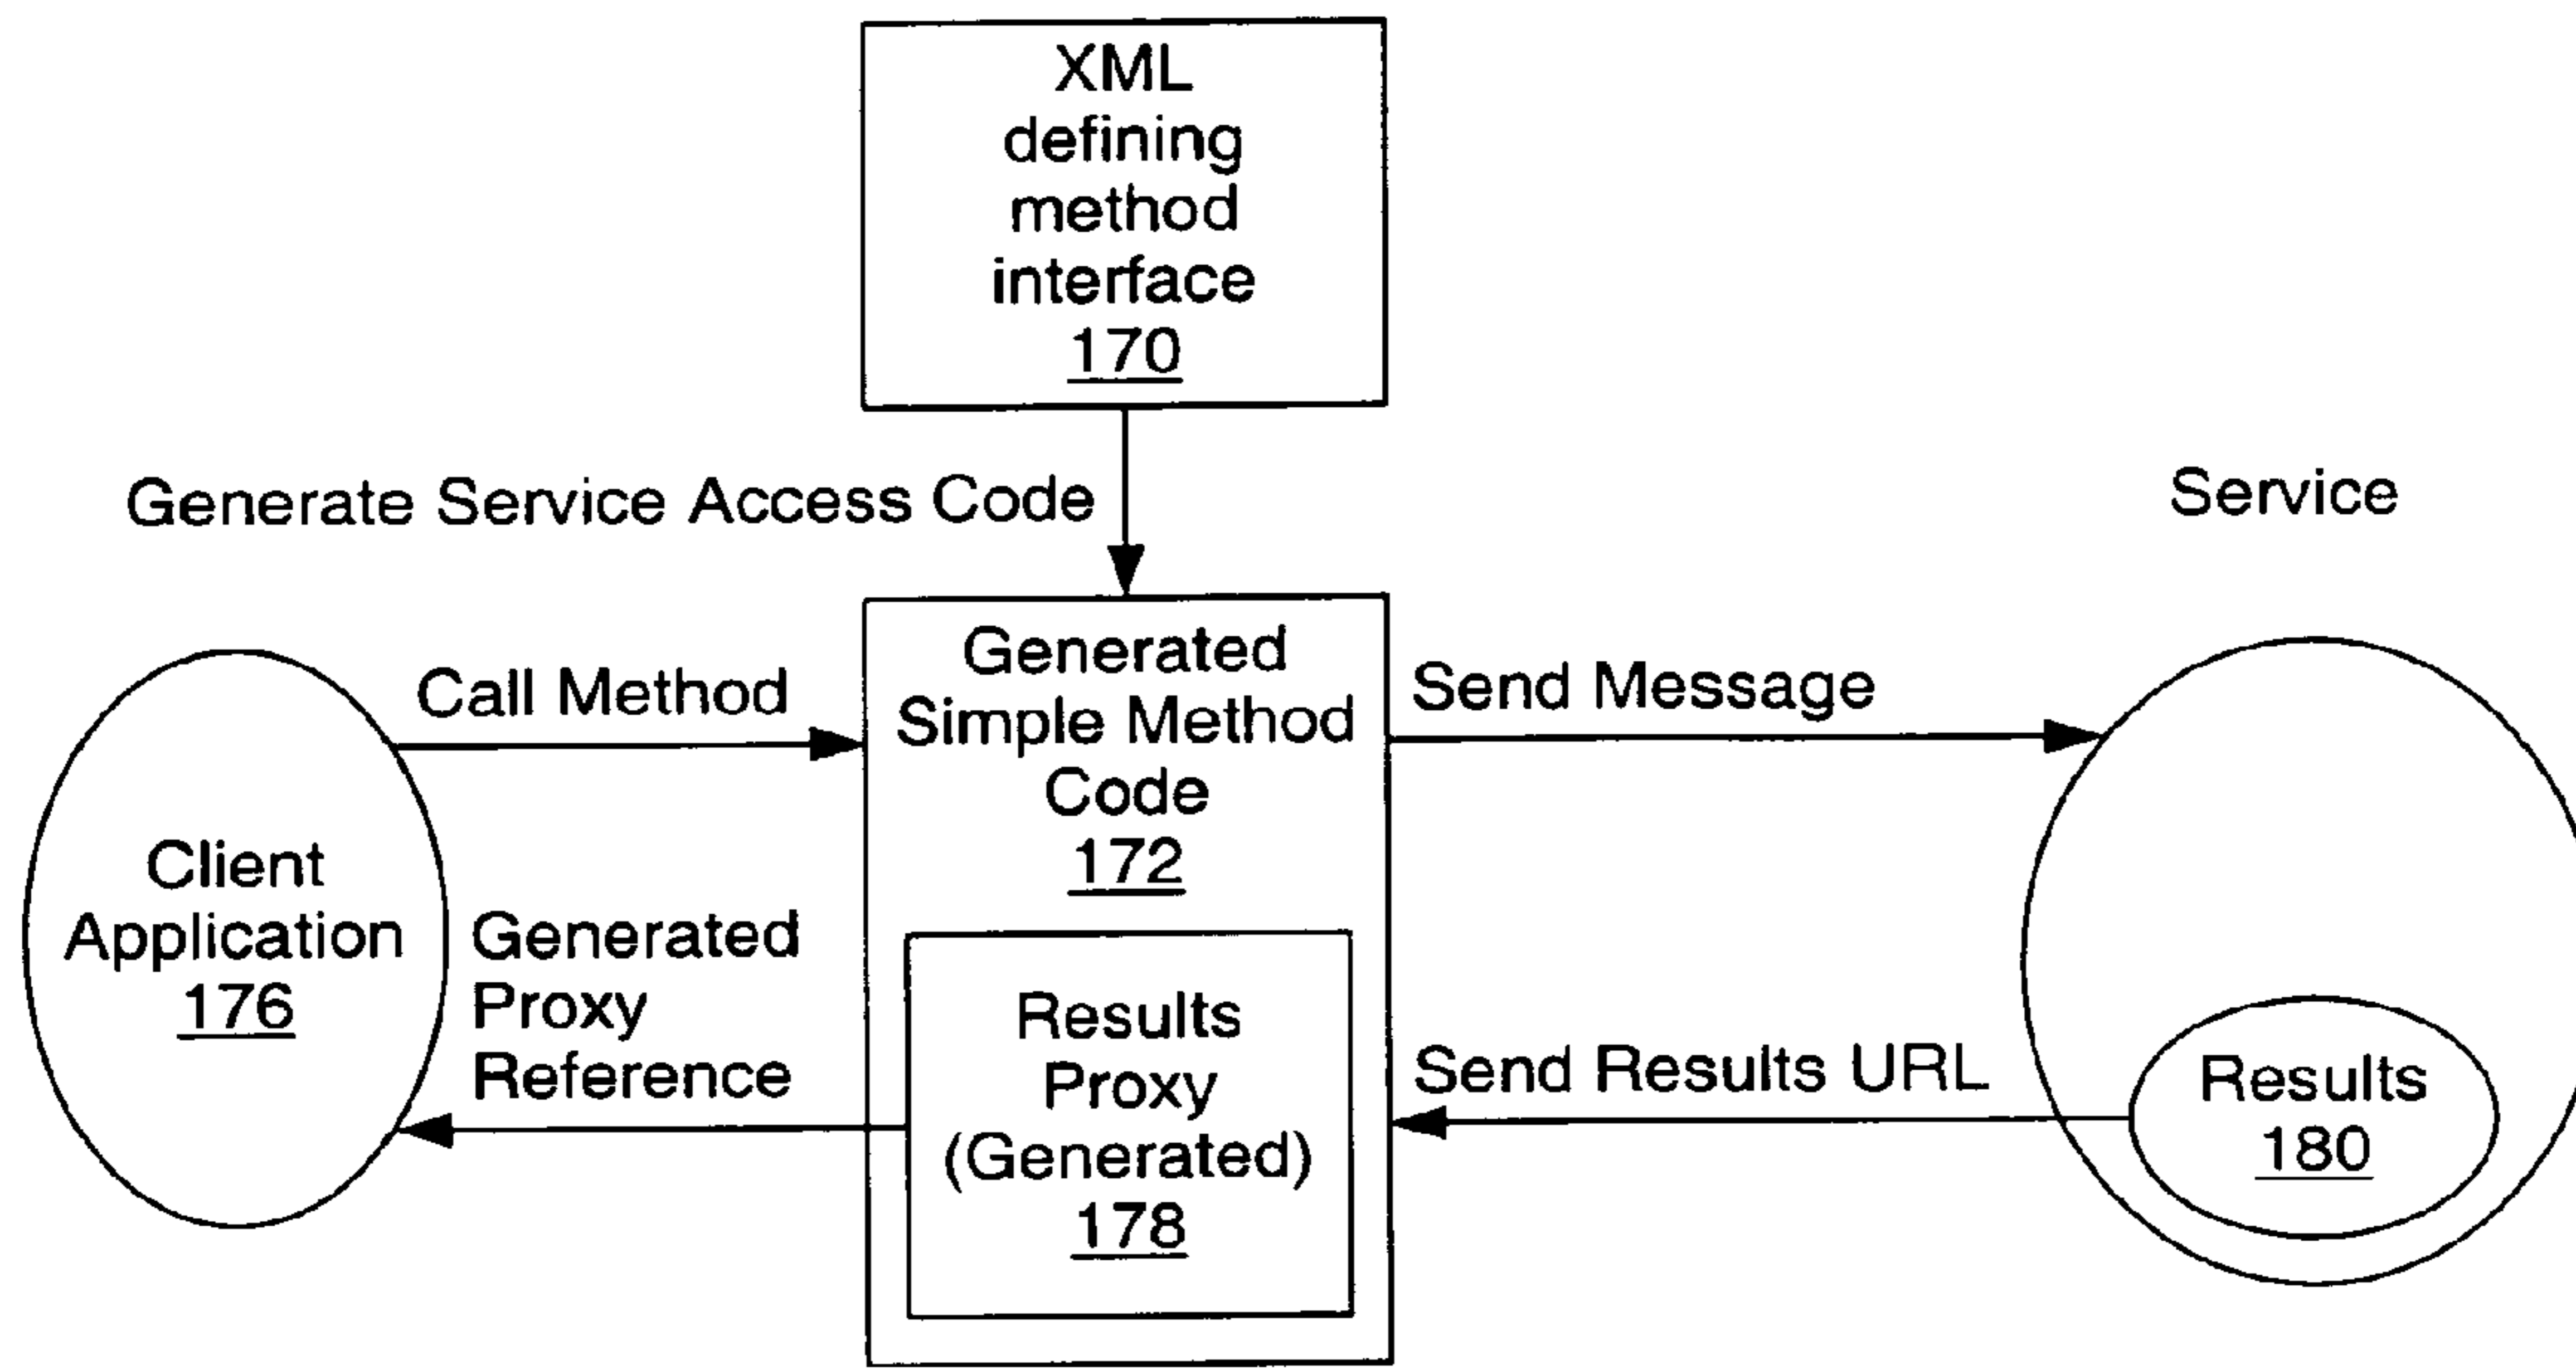 XML
defining
method
interface
170
Generate Service Access Code
Service
Generated
Simple Method
Code
172
Call Method
Send Message
Client
Application
176
Generated
Proxy
Reference
Results
Proxy
(Generated)
178
Send Results URL
Results
180